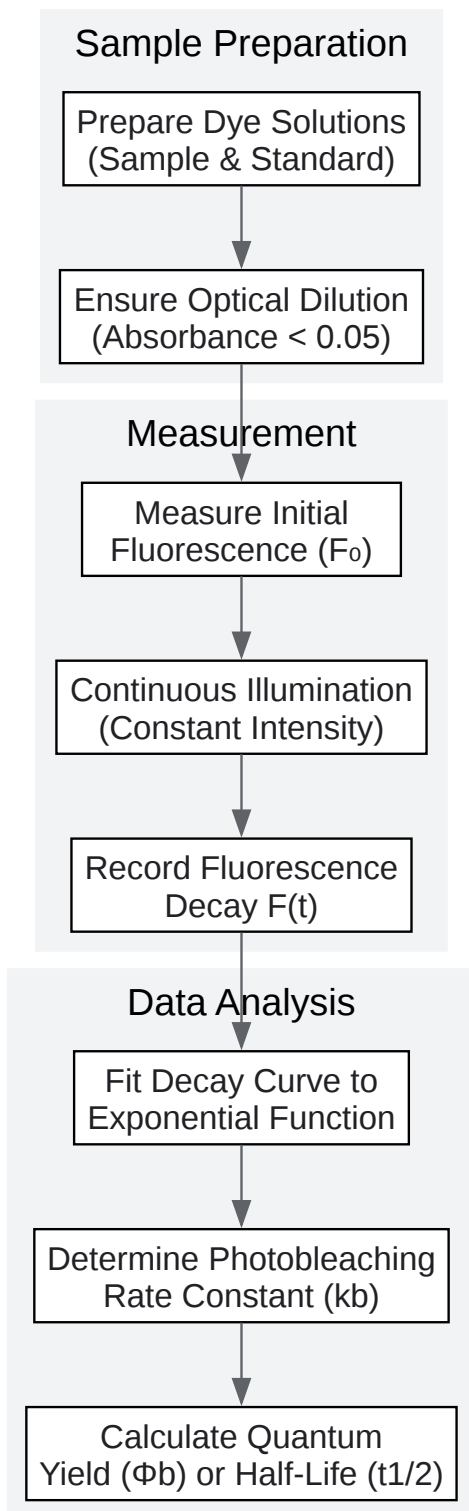 Sample Preparation
Prepare Dye Solutions
(Sample & Standard)
Ensure Optical Dilution
(Absorbance < 0.05)
Measurement
Measure Initial
Fluorescence (F₀)
Continuous Illumination
(Constant Intensity)
Record Fluorescence
Decay F(t)
Data Analysis
Fit Decay Curve to
Exponential Function
Determine Photobleaching
Rate Constant (kb)
Calculate Quantum
Yield (Φb) or Half-Life (t1/2)